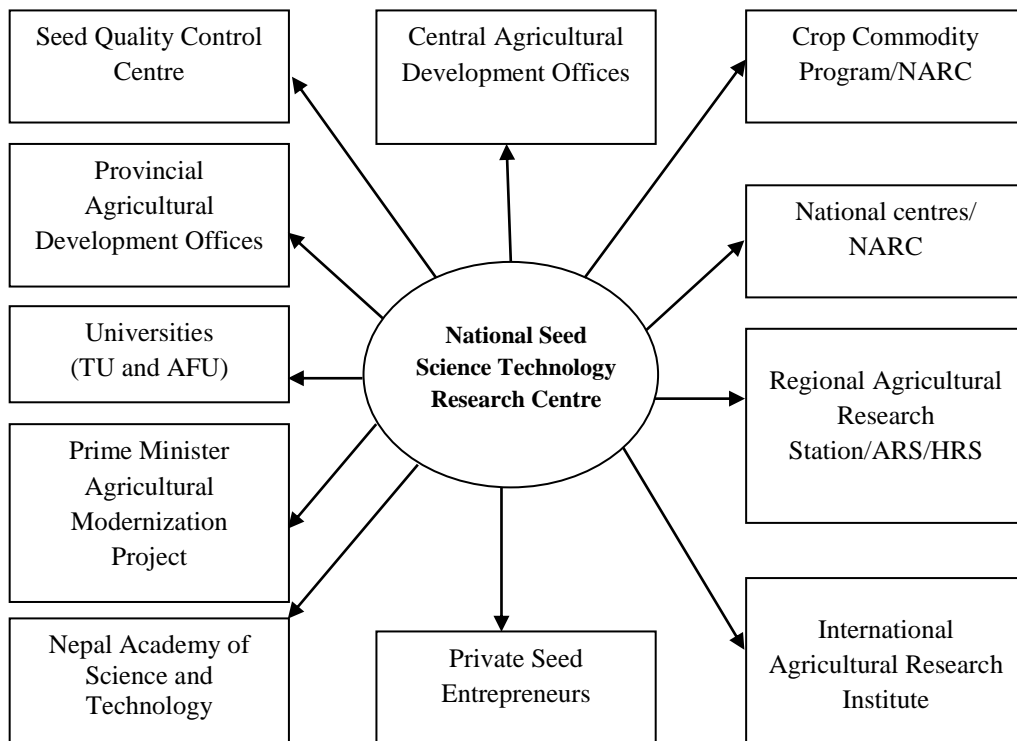 Seed Quality Control
Centre
Central Agricultural
Development Offices
Crop Commodity
Program/NARC
Provincial
Agricultural
Development Offices
National centres/
NARC
Universities
(TU and AFU)
National Seed
Science Technology
Research Centre
Regional Agricultural
Research
Station/ARS/HRS
Prime Minister
Agricultural
Modernization
Project
Nepal Academy of
Science and
Technology
Private Seed
Entrepreneurs
International
Agricultural Research
Institute